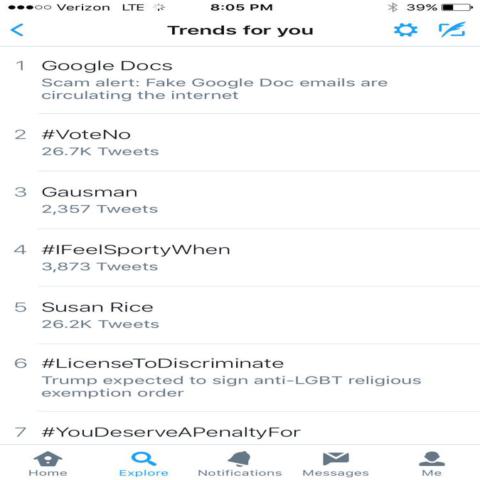 Verizon LTE 8:05 PM 39%
Trends for you
1 Google Docs
Scam alert: Fake Google Doc emails are
circulating the internet
2 #VoteNo
26.7K Tweets
3 Gausman
2,357 Tweets
4 #IFeelSportyWhen
3,873 Tweets
5 Susan Rice
26.2K Tweets
6 #LicenseToDiscriminate
Trump expected to sign anti-LGBT religious
exemption order
7 #YouDeserveAPenaltyFor
Home Explore Notifications Messages Me